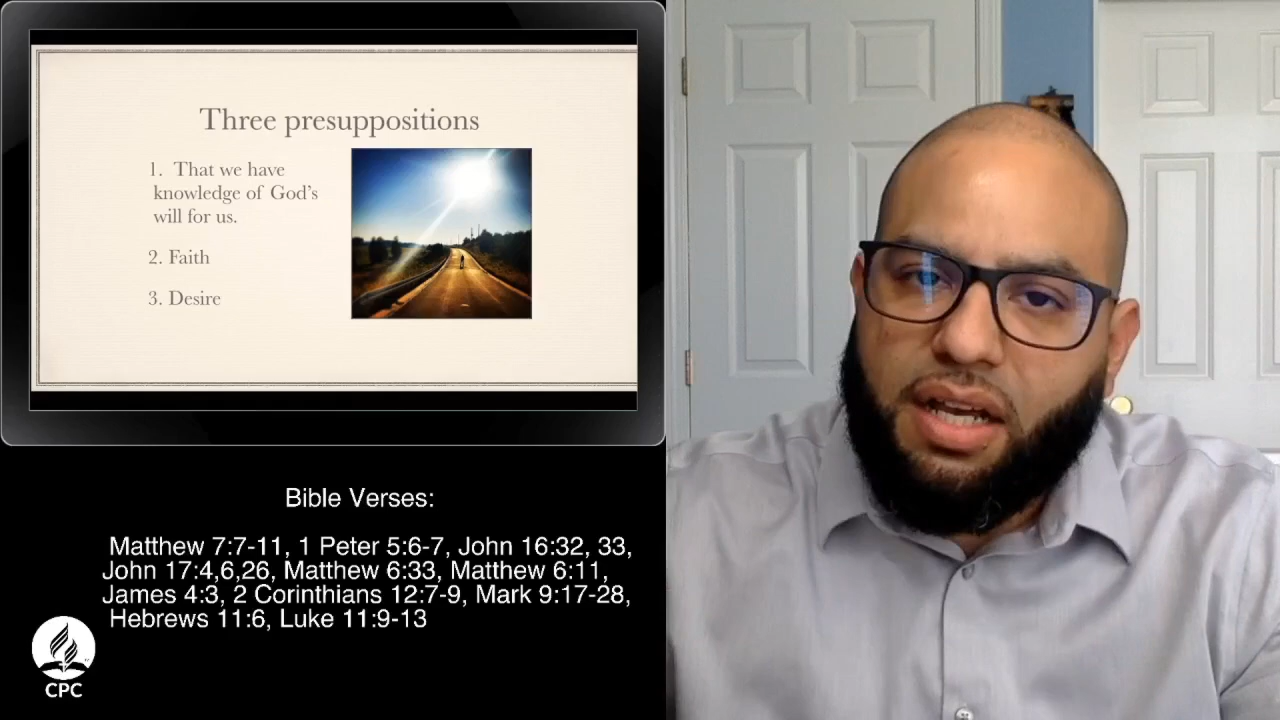 Three presuppositions
1. That we have
knowledge of God's
will for us.
2. Faith
3. Desire
Bible Verses:
Matthew 7:7-11, 1 Peter 5:6-7, John 16:32, 33,
John 17:4,6,26, Matthew 6:33, Matthew 6:11,
James 4:3, 2 Corinthians 12:7-9, Mark 9:17-28,
Hebrews 11:6, Luke 11:9-13
CPC